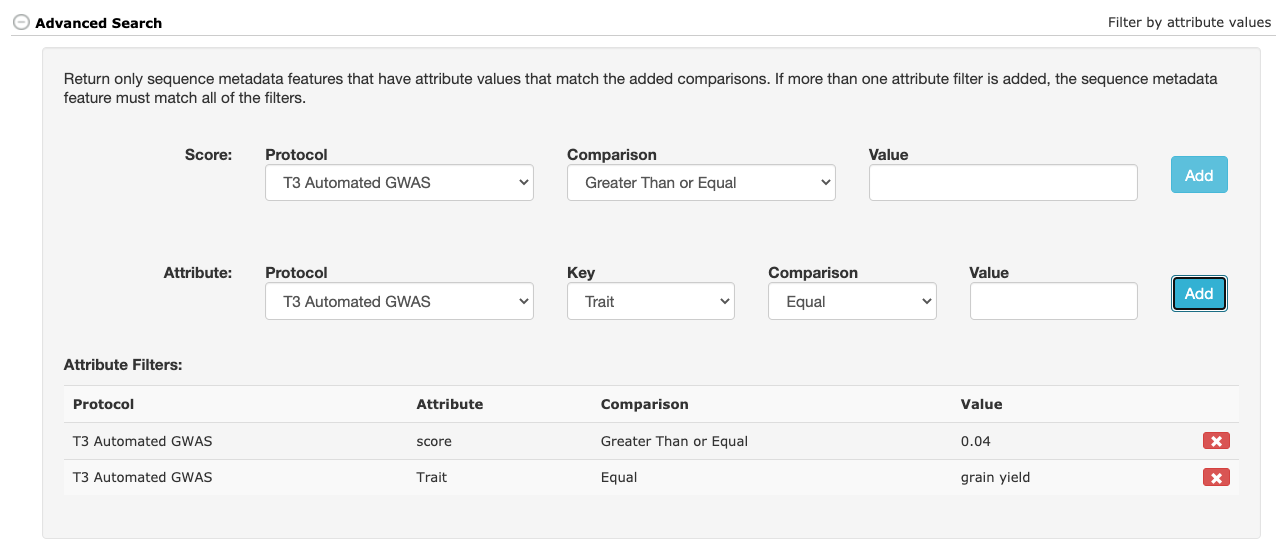 Advanced Search Filter by attribute values
Return only sequence metadata features that have attribute values that match the added comparisons. If more than one attribute filter is added, the sequence metadata
feature must match all of the filters.
Score: Protocol Comparison Value
T3 Automated GWAS Greater Than or Equal Add
Attribute: Protocol Key Comparison Value
T3 Automated GWAS Trait Equal Add
Attribute Filters:
Protocol Attribute Comparison Value
T3 Automated GWAS score Greater Than or Equal 0.04
T3 Automated GWAS Trait Equal grain yield